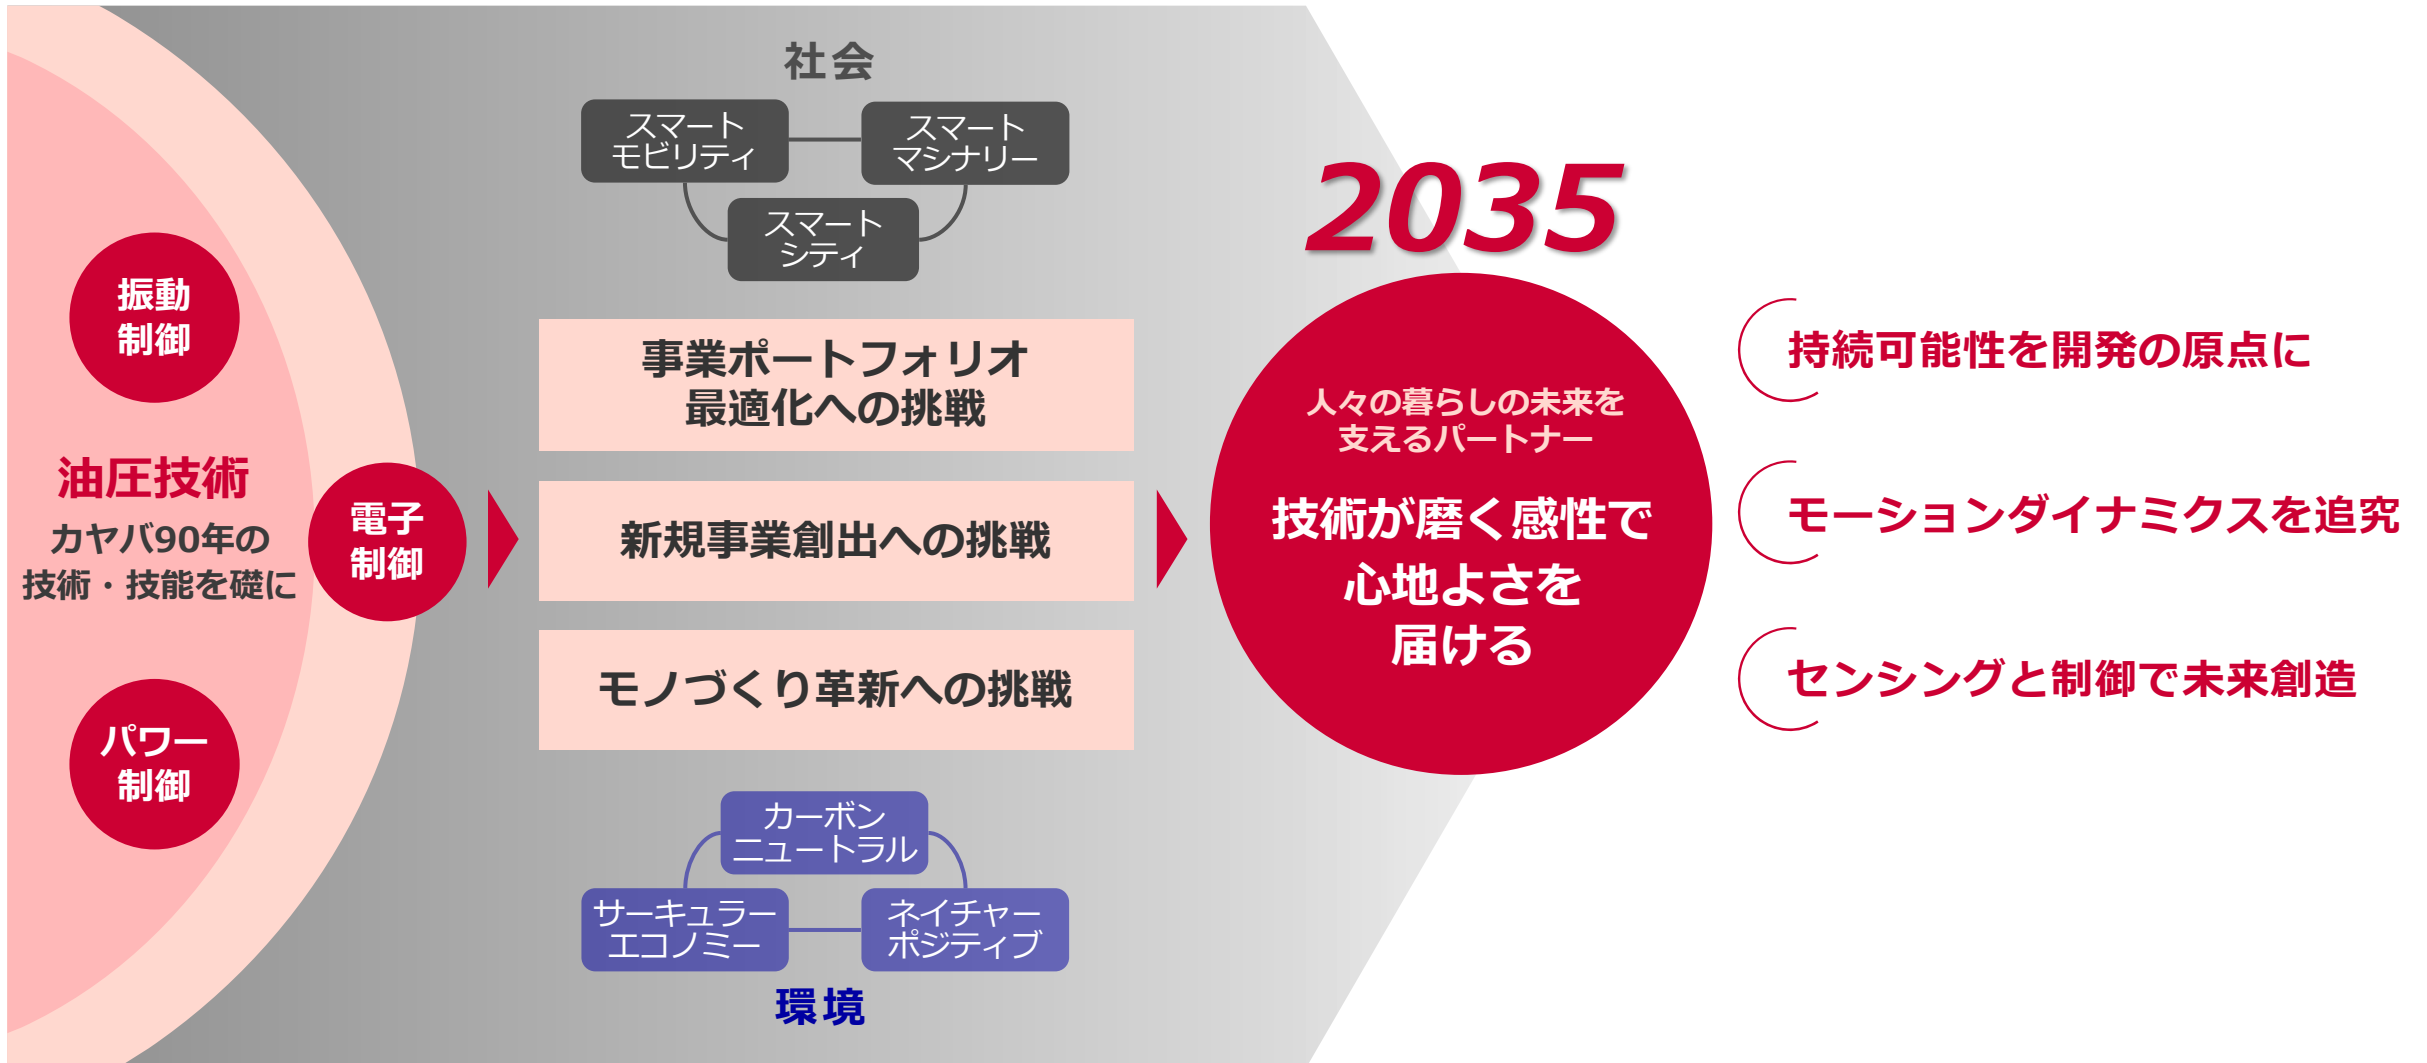 振動
制御
油圧技術
カヤバ90年の
技術・技能を礎に
パワー
制御
電子
制御
社会
スマート
モビリティ
スマート
マシナリー
スマート
シティ
事業ポートフォリオ
最適化への挑戦
新規事業創出への挑戦
モノづくり革新への挑戦
カーボン
ニュートラル
サーキュラー
エコノミー
ネイチャー
ポジティブ
環境
2035
人々の暮らしの未来を
支えるパートナー
技術が磨く感性で
心地よさを
届ける
持続可能性を開発の原点に
モーションダイナミクスを追究
センシングと制御で未来創造